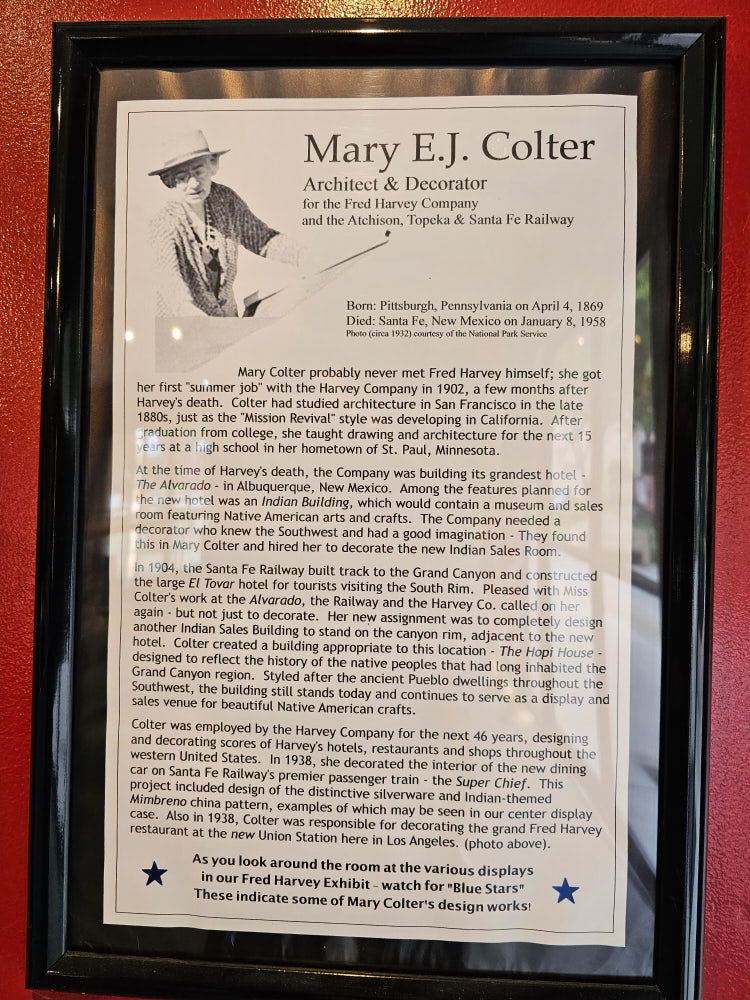 Mary E.J. Colter
Architect & Decorator
for the Fred Harvey Company
and the Atchison, Topeka & Santa Fe Railway
Born: Pittsburgh, Pennsylvania on April 4, 1869
Died: Santa Fe, New Mexico on January 8, 1958
Photo (circa 1932) courtesy of the National Park Service
Mary Colter probably never met Fred Harvey himself; she got
her first "summer job" with the Harvey Company in 1902, a few months after
Harvey's death. Colter had studied architecture in San Francisco in the late
1880s, just as the "Mission Revival" style was developing in California. After
graduation from college, she taught drawing and architecture for the next 15
years at a high school in her hometown of St. Paul, Minnesota.
At the time of Harvey's death, the Company was building its grandest hotel -
The Alvarado - in Albuquerque, New Mexico. Among the features planned for
the new hotel was an Indian Building, which would contain a museum and sales
room featuring Native American arts and crafts. The Company needed a
decorator who knew the Southwest and had a good imagination - They found
this in Mary Colter and hired her to decorate the new Indian Sales Room.
In 1904, the Santa Fe Railway built track to the Grand Canyon and constructed
the large El Tovar hotel for tourists visiting the South Rim. Pleased with Miss
Colter's work at the Alvarado, the Railway and the Harvey Co. called on her
again - but not just to decorate. Her new assignment was to completely design
another Indian Sales Building to stand on the canyon rim, adjacent to the new
hotel. Colter created a building appropriate to this location - The Hopi House -
designed to reflect the history of the native peoples that had long inhabited the
Grand Canyon region. Styled after the ancient Pueblo dwellings throughout the
Southwest, the building still stands today and continues to serve as a display and
sales venue for beautiful Native American crafts.
Colter was employed by the Harvey Company for the next 46 years, designing
and decorating scores of Harvey's hotels, restaurants and shops throughout the
western United States. In 1938, she decorated the interior of the new dining
car on Santa Fe Railway's premier passenger train - the Super Chief. This
project included design of the distinctive silverware and Indian-themed
Mimbreno china pattern, examples of which may be seen in our center display
case. Also in 1938, Colter was responsible for decorating the grand Fred Harvey
restaurant at the new Union Station here in Los Angeles. (photo above).
As you look around the room at the various displays
in our Fred Harvey Exhibit - watch for "Blue Stars"
These indicate some of Mary Colter's design works!